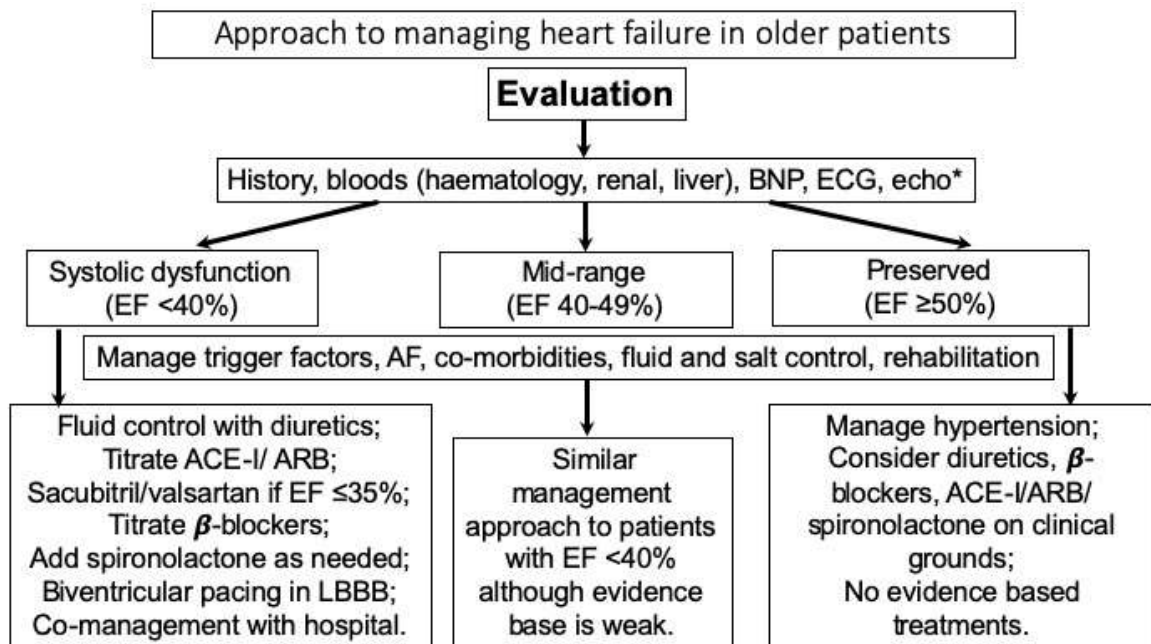 Approach to managing heart failure in older patients
Evaluation
History, bloods (haematology, renal, liver), BNP, ECG, echo*
Systolic dysfunction
(EF <40%)
Mid-range
(EF 40-49%)
Preserved
(EF ≥50%)
Manage trigger factors, AF, co-morbidities, fluid and salt control, rehabilitation
Fluid control with diuretics;
Titrate ACE-I/ ARB;
Sacubitril/valsartan if EF ≤35%;
Titrate β-blockers;
Add spironolactone as needed;
Biventricular pacing in LBBB;
Co-management with hospital.
Similar
management
approach to patients
with EF <40%
although evidence
base is weak.
Manage hypertension;
Consider diuretics, β-
blockers, ACE-I/ARB/
spironolactone on clinical
grounds;
No evidence based
treatments.